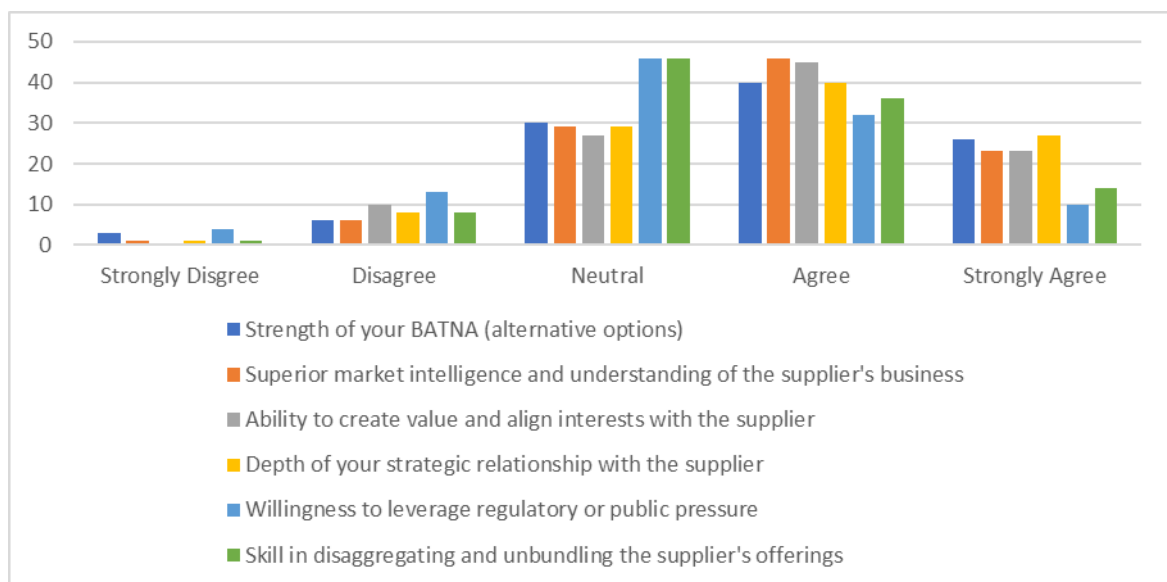 50
40
30
20
10
0
Strongly Disgree Disagree Neutral Agree Strongly Agree
Strength of your BATNA (alternative options)
Superior market intelligence and understanding of the supplier's business
Ability to create value and align interests with the supplier
Depth of your strategic relationship with the supplier
Willingness to leverage regulatory or public pressure
Skill in disaggregating and unbundling the supplier's offerings